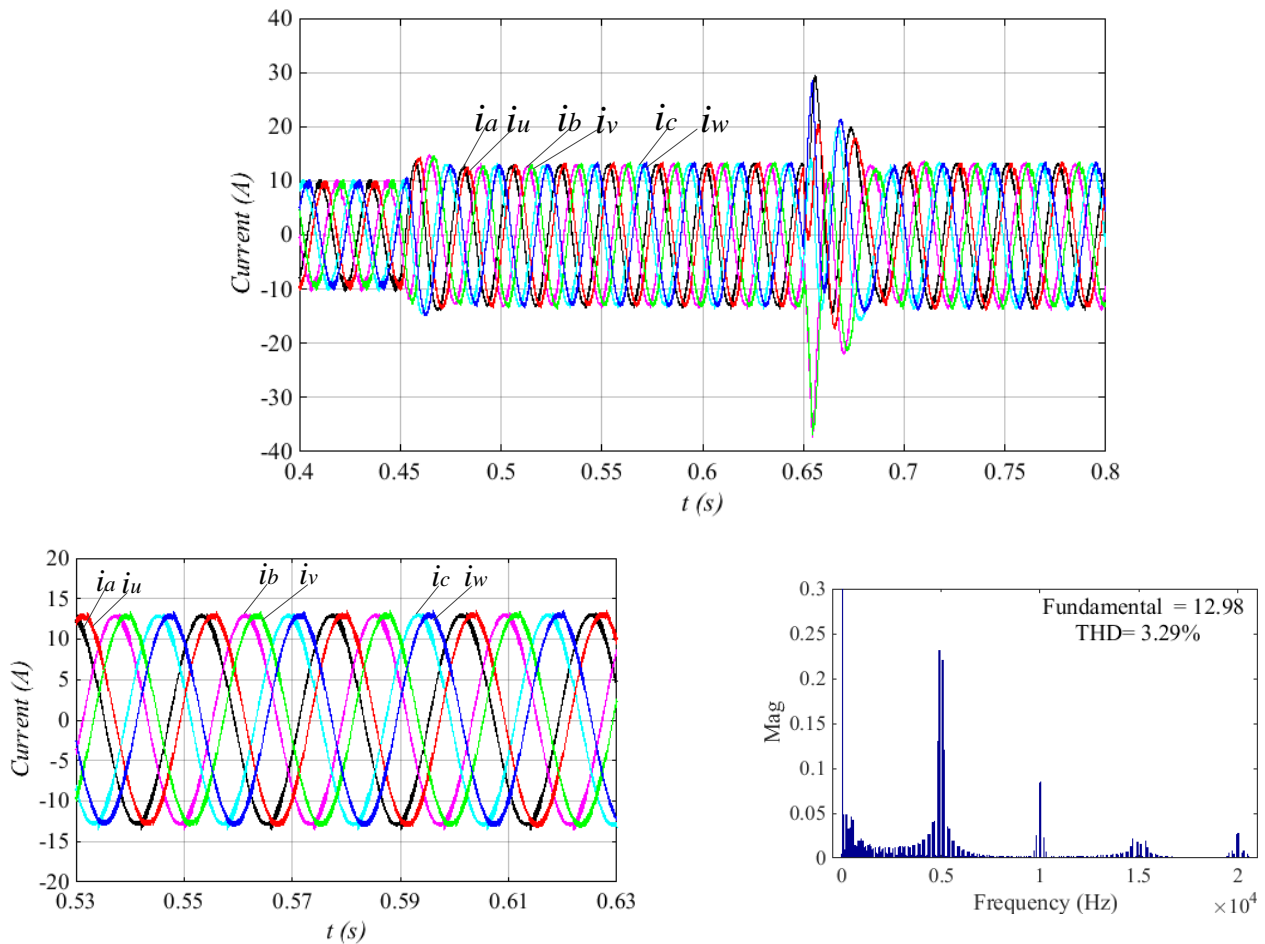 40
30
20
10
0
-10
-20
-30
-40
Current (A)
ia iu ib iv ic iw
0.4 0.45 0.5 0.55 0.6 0.65 0.7 0.75 0.8
t (s)
20
15
10
5
0
-5
-10
-15
-20
Current (A)
ia iu ib iv ic iw
0.53 0.55 0.57 0.59 0.61 0.63
t (s)
0.3
0.25
0.2
0.15
0.1
0.05
0
Mag
Fundamental = 12.98
THD= 3.29%
0 0.5 1 1.5 2
Frequency (Hz) ×10⁴